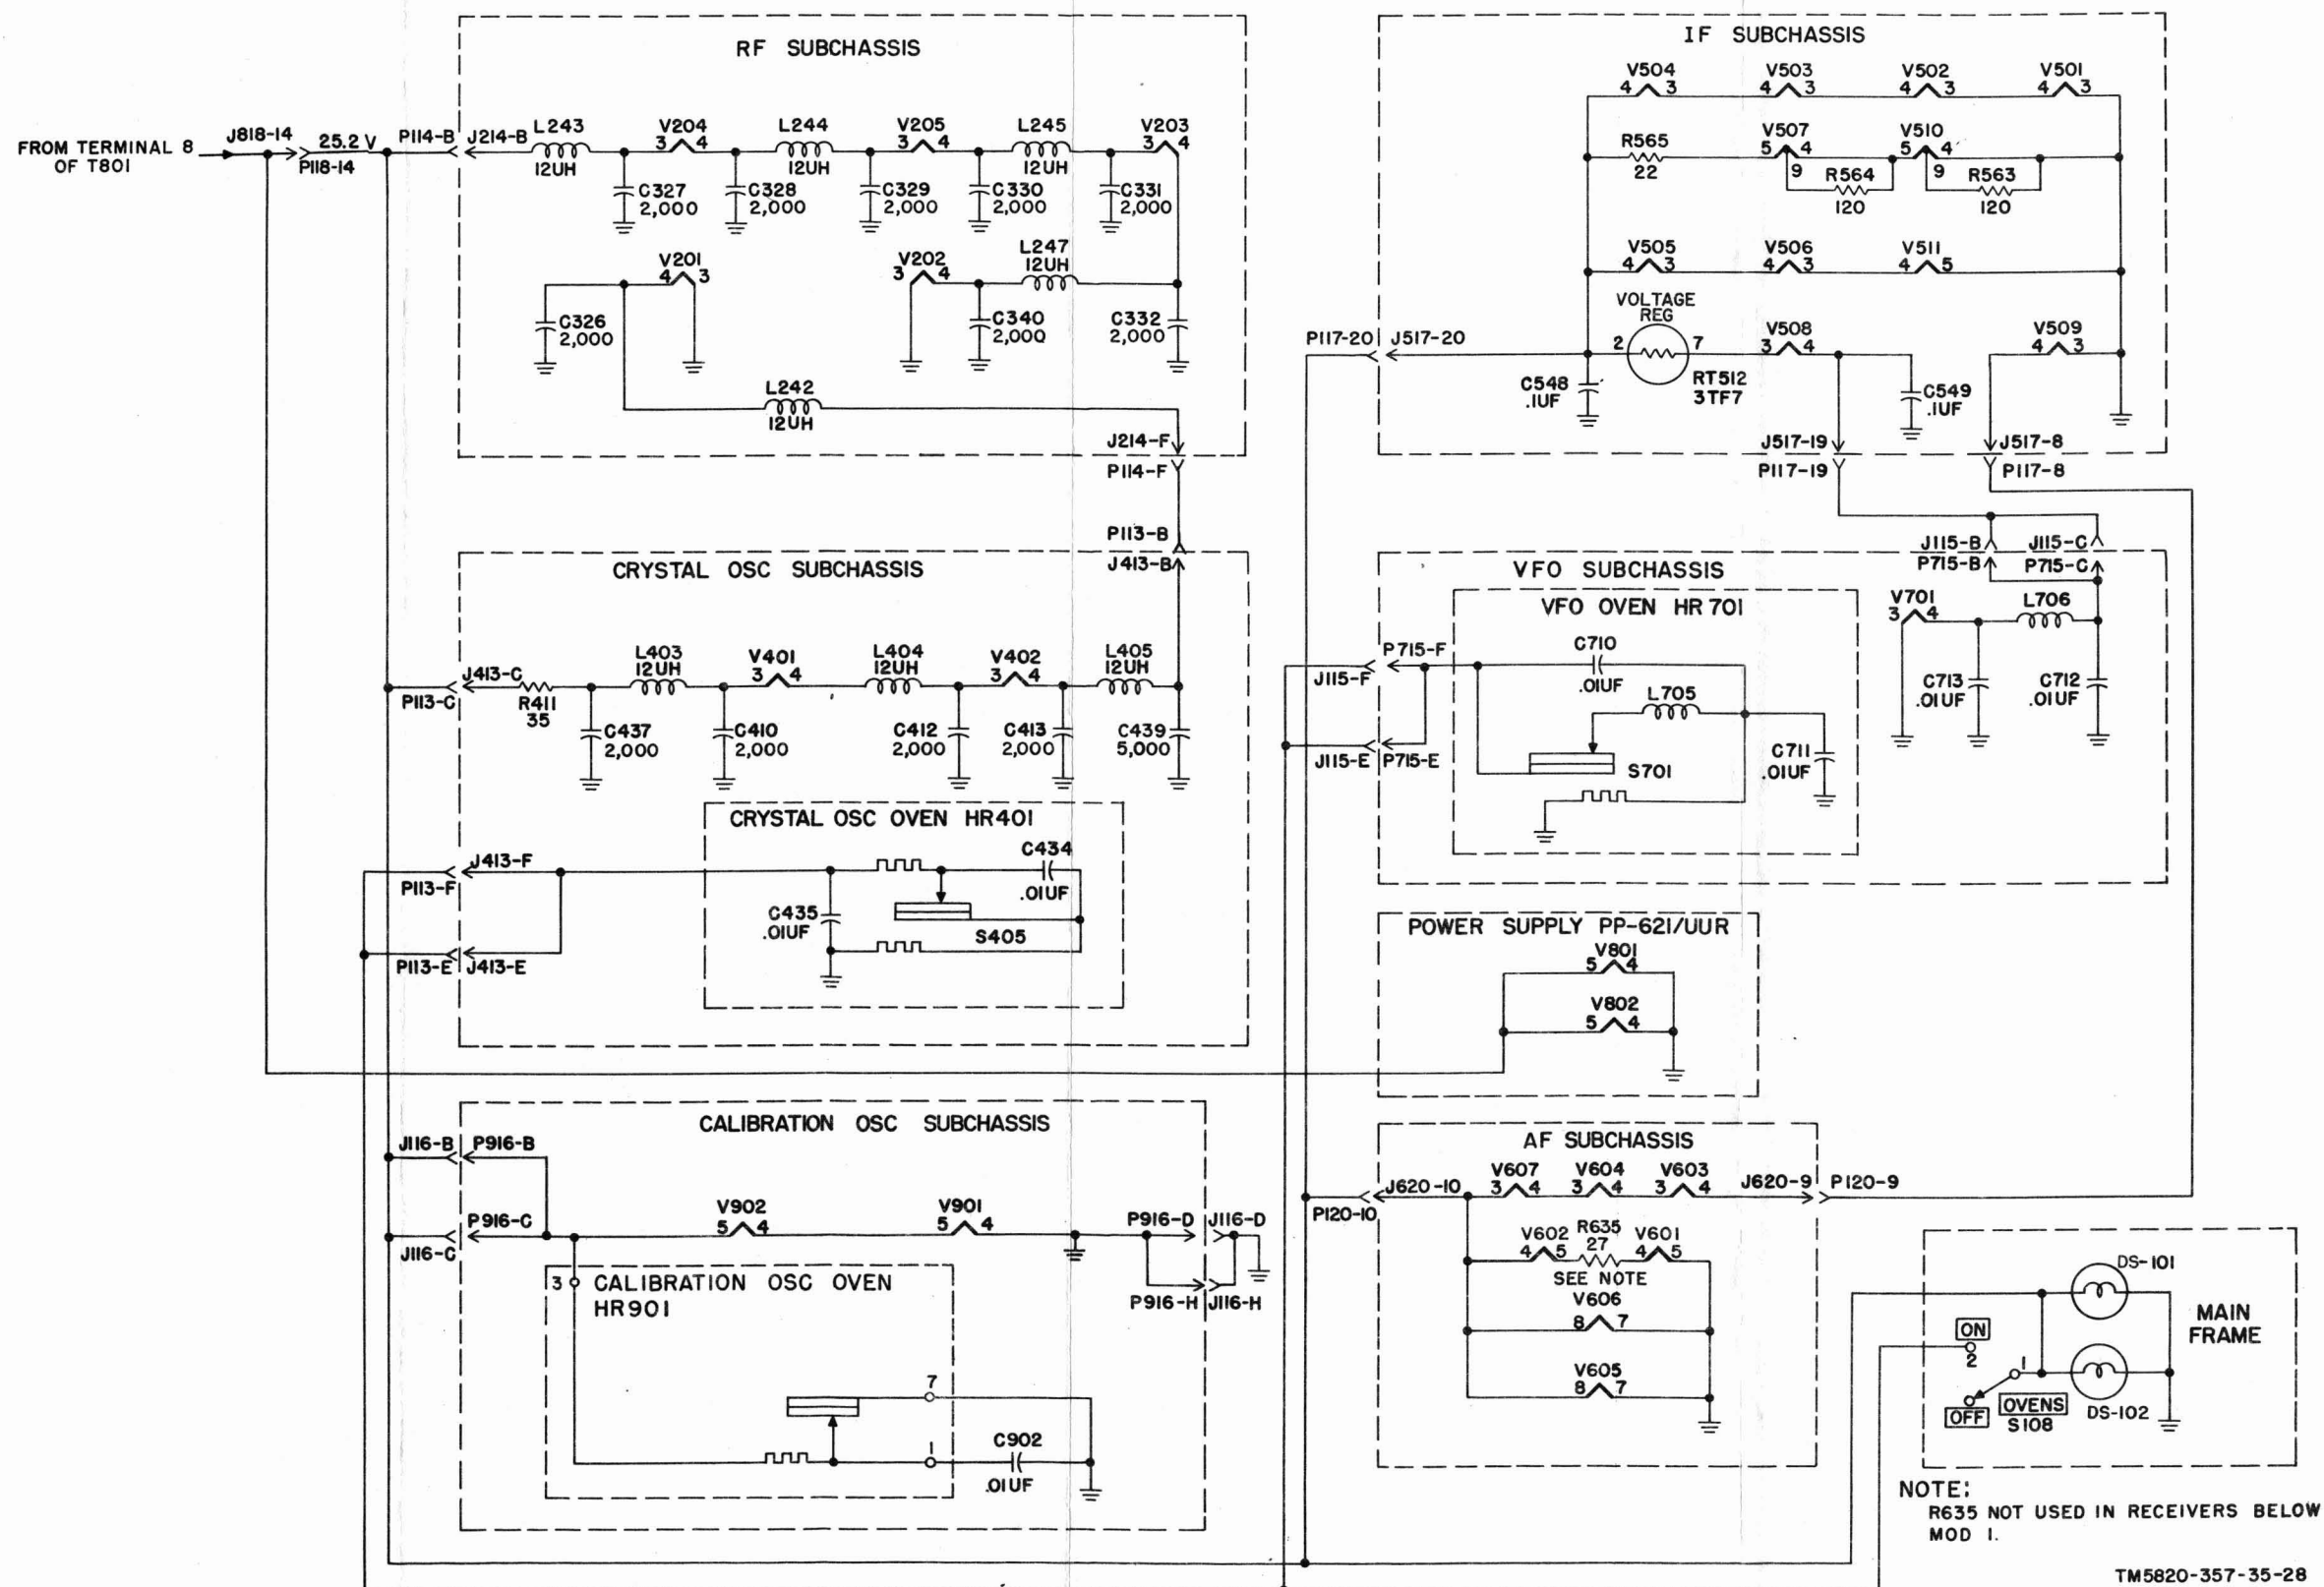 RF SUBCHASSIS
FROM TERMINAL 8
OF T801
J818-14
P118-14
25.2 V
P114-B
J214-B
L243
12UH
V204
3 4
L244
12UH
V205
3 4
L245
12UH
V203
3 4
C327
2,000
C328
2,000
C329
2,000
C330
2,000
C331
2,000
V201
4 3
V202
3 4
L247
12UH
C326
2,000
C340
2,000
C332
2,000
L242
12UH
J214-F
P114-F
IF SUBCHASSIS
V504
4 3
V503
4 3
V502
4 3
V501
4 3
R565
22
V507
5 4
9
R564
120
V510
5 4
9
R563
120
V505
4 3
V506
4 3
V511
4 5
VOLTAGE
REG
2 7
RT512
3TF7
V508
3 4
V509
4 3
P117-20
J517-20
C548
.1UF
C549
.1UF
J517-19
P117-19
J517-8
P117-8
P113-B
J413-B
CRYSTAL OSC SUBCHASSIS
J413-C
P113-C
R411
35
L403
12UH
V401
3 4
L404
12UH
V402
3 4
L405
12UH
C437
2,000
C410
2,000
C412
2,000
C413
2,000
C439
5,000
CRYSTAL OSC OVEN HR401
J413-F
P113-F
P113-E
J413-E
C434
.01UF
C435
.01UF
S405
J115-B
P715-B
J115-C
P715-C
VFO SUBCHASSIS
VFO OVEN HR 701
P715-F
J115-F
J115-E
P715-E
C710
.01UF
L705
S701
C711
.01UF
V701
3 4
L706
C713
.01UF
C712
.01UF
POWER SUPPLY PP-621/UUR
V801
5 4
V802
5 4
CALIBRATION OSC SUBCHASSIS
J116-B
P916-B
P916-C
J116-C
V902
5 4
V901
5 4
P916-D
J116-D
P916-H
J116-H
3
CALIBRATION OSC OVEN
HR901
7
1
C902
.01UF
AF SUBCHASSIS
J620-10
P120-10
V607
3 4
V604
3 4
V603
3 4
J620-9
P120-9
V602
4 5
R635
27
V601
4 5
SEE NOTE
V606
8 7
V605
8 7
DS-101
MAIN
FRAME
ON
2
1
OFF
OVENS
S108
DS-102
NOTE:
R635 NOT USED IN RECEIVERS BELOW
MOD 1.
TM5820-357-35-28